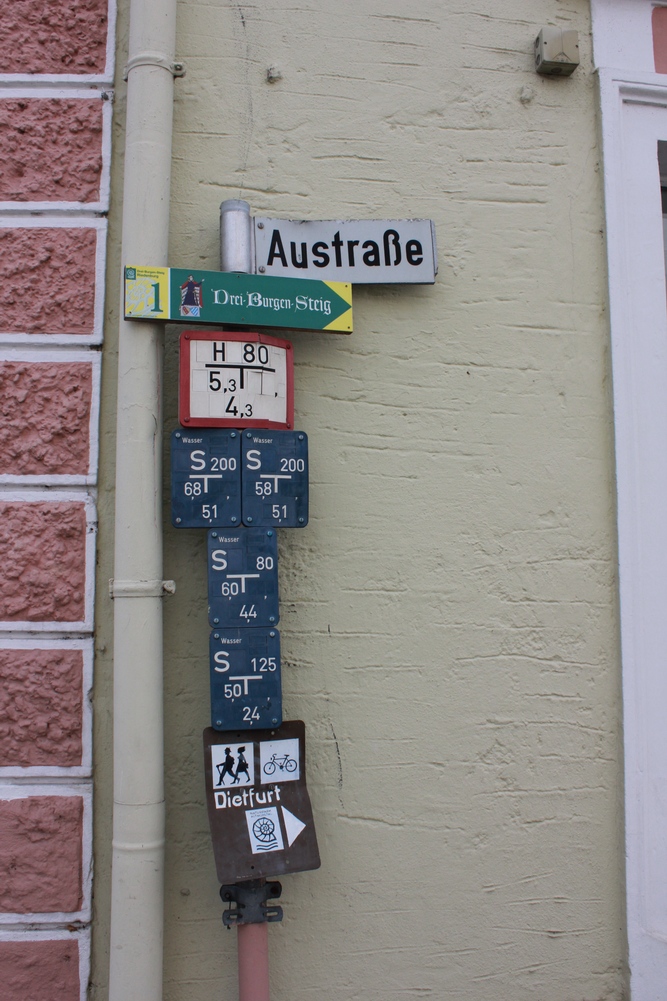 Austraße
1
Drei-Burgen-Steig
H 80
5,3
4,3
Wasser
S 200
68,
51,
Wasser
S 200
58,
51,
Wasser
S 80
60,
44,
Wasser
S 125
50,
24,
Dietfurt